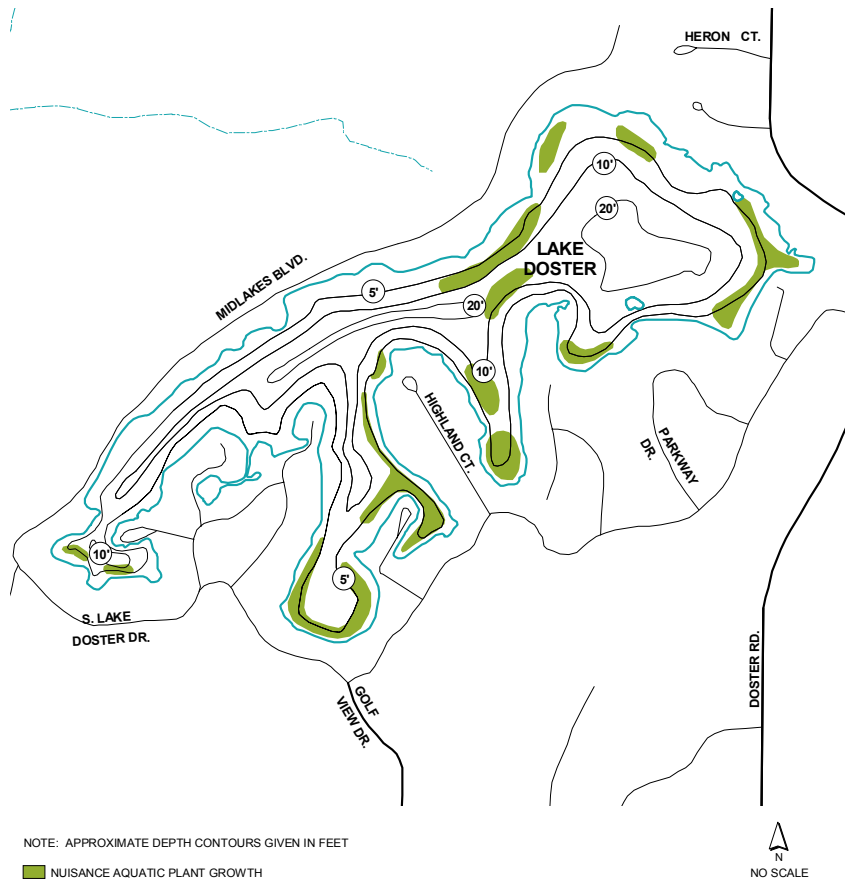 HERON CT.
10'
20'
LAKE
DOSTER
MIDLAKES BLVD.
5'
20'
10'
HIGHLAND CT.
PARKWAY
DR.
10'
5'
S. LAKE
DOSTER DR.
GOLF
VIEW DR.
DOSTER RD.
NOTE: APPROXIMATE DEPTH CONTOURS GIVEN IN FEET
NUISANCE AQUATIC PLANT GROWTH
N
NO SCALE